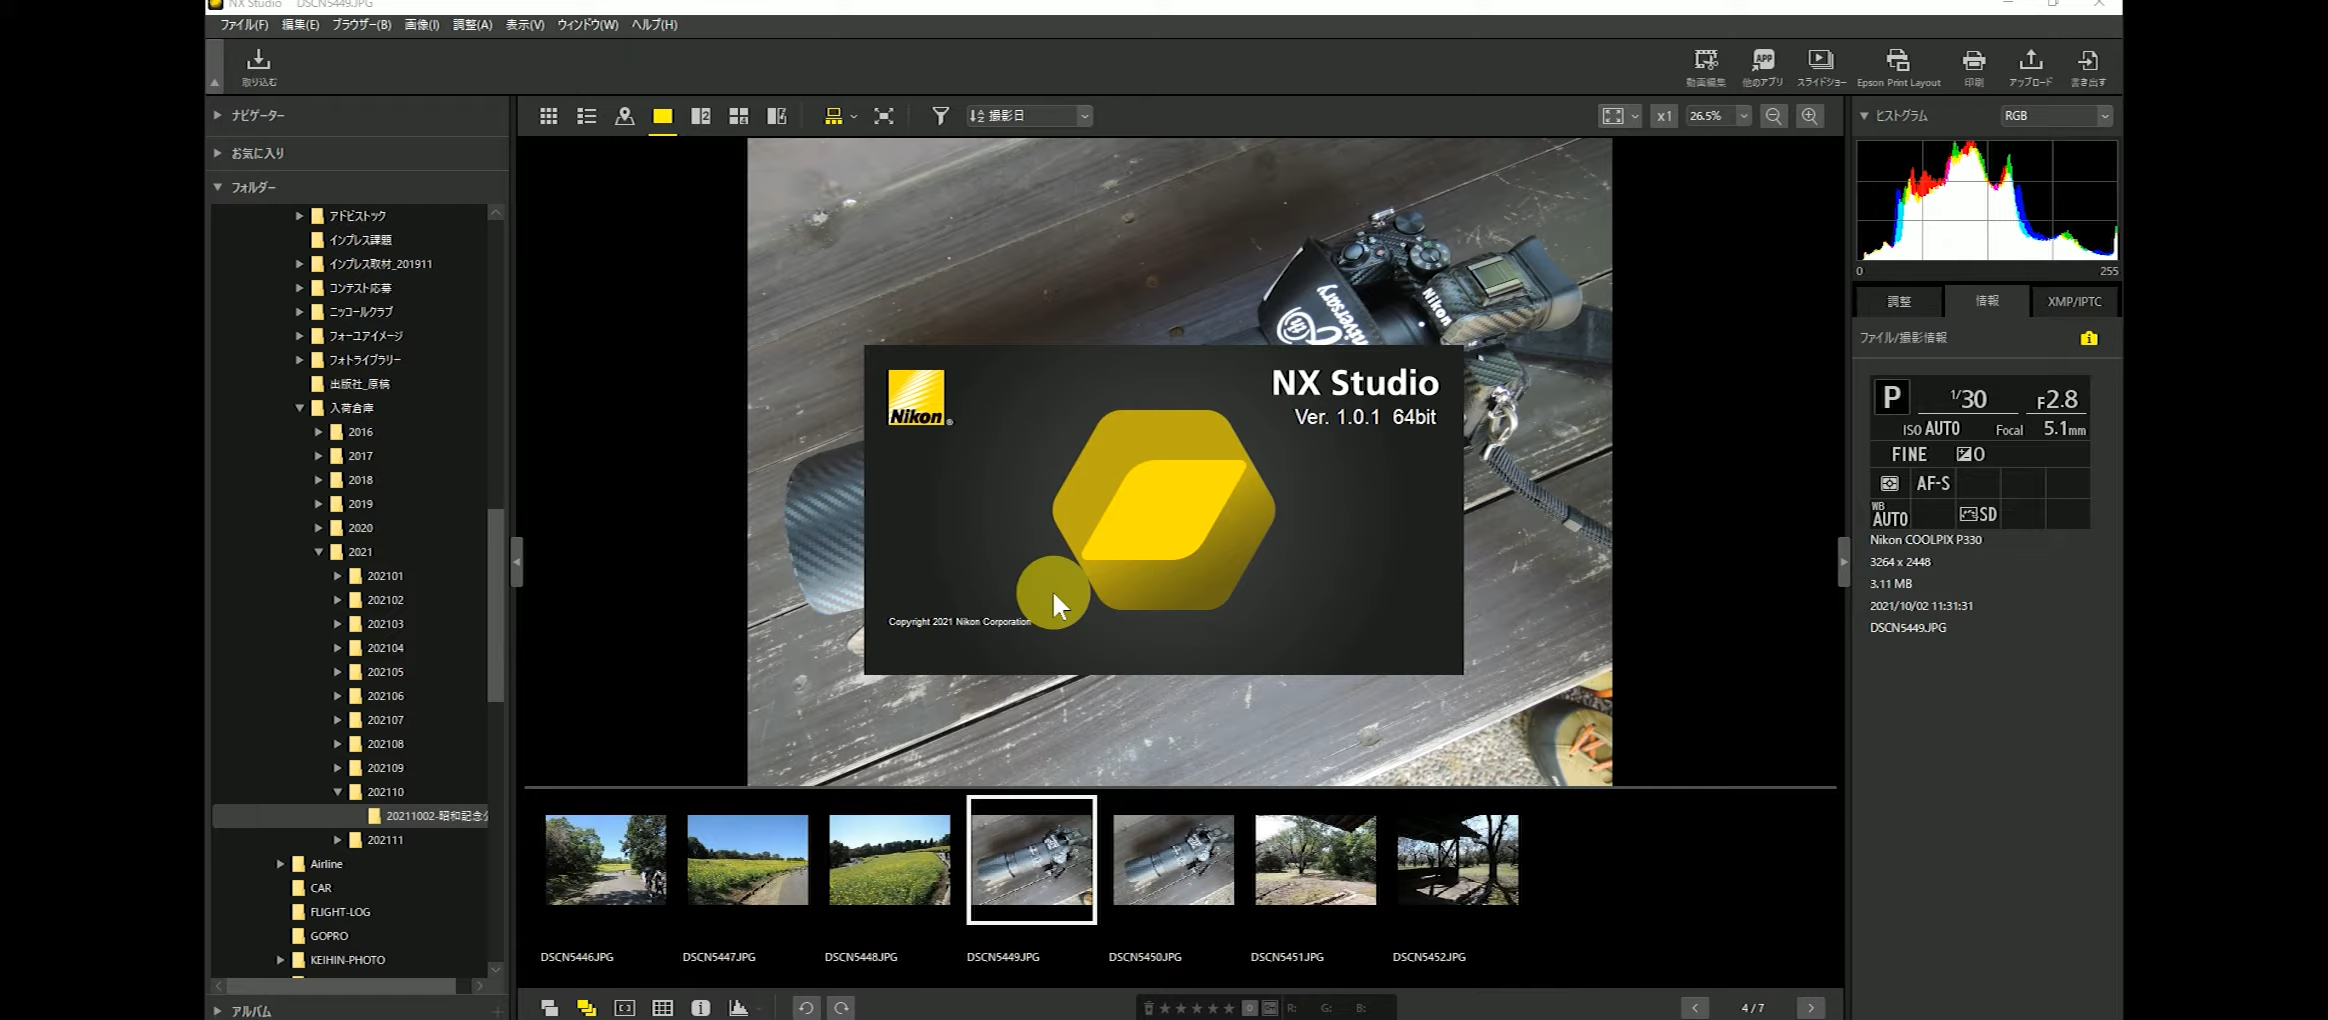 NX Studio DSCN5449.JPG
ファイル(F) 編集(E) ブラウザー(B) 画像(I) 調整(A) 表示(V) ウィンドウ(W) ヘルプ(H)
取り込む
動画編集 他のアプリ スライドショー Epson Print Layout 印刷 アップロード 書き出す
ナビゲーター
撮影日
x1 26.5%
ヒストグラム RGB
お気に入り
フォルダー
アドビストック
インプレス課題
インプレス取材_201911
コンテスト応募
ニッコールクラブ
フォーユアイメージ
フォトライブラリー
出版社_原稿
入荷倉庫
2016
2017
2018
2019
2020
2021
202101
202102
202103
202104
202105
202106
202107
202108
202109
202110
20211002-昭和記念
202111
Airline
CAR
FLIGHT-LOG
GOPRO
KEIHIN-PHOTO
アルバム
Nikon
Nikon
NX Studio
Ver. 1.0.1 64bit
Copyright 2021 Nikon Corporation
0 255
調整 情報 XMP/IPTC
ファイル/撮影情報
P 1/30 F2.8
ISO AUTO Focal 5.1mm
FINE 0
AF-S
WB AUTO SD
Nikon COOLPIX P330
3264 x 2448
3.11 MB
2021/10/02 11:31:31
DSCN5449.JPG
DSCN5446.JPG DSCN5447.JPG DSCN5448.JPG DSCN5449.JPG DSCN5450.JPG DSCN5451.JPG DSCN5452.JPG
R: G: B:
4/7